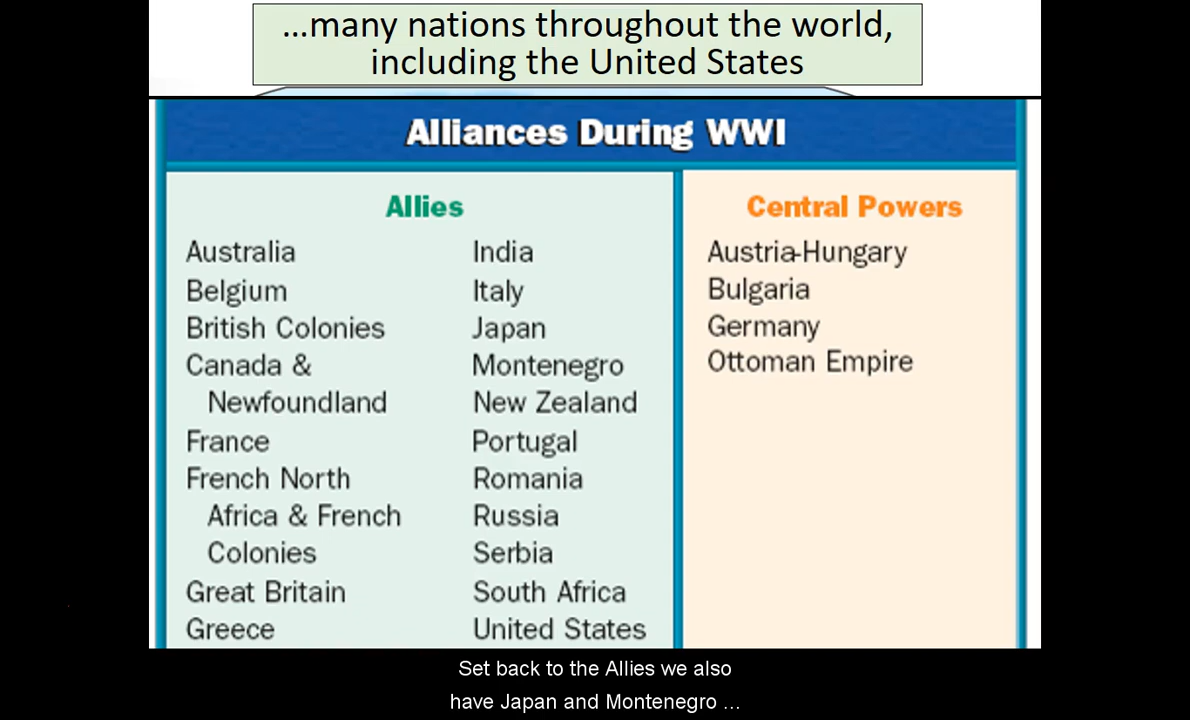 ...many nations throughout the world,
including the United States
Alliances During WWI
Allies
Australia
Belgium
British Colonies
Canada &
Newfoundland
France
French North
Africa & French
Colonies
Great Britain
Greece
India
Italy
Japan
Montenegro
New Zealand
Portugal
Romania
Russia
Serbia
South Africa
United States
Central Powers
Austria-Hungary
Bulgaria
Germany
Ottoman Empire
Set back to the Allies we also
have Japan and Montenegro ...